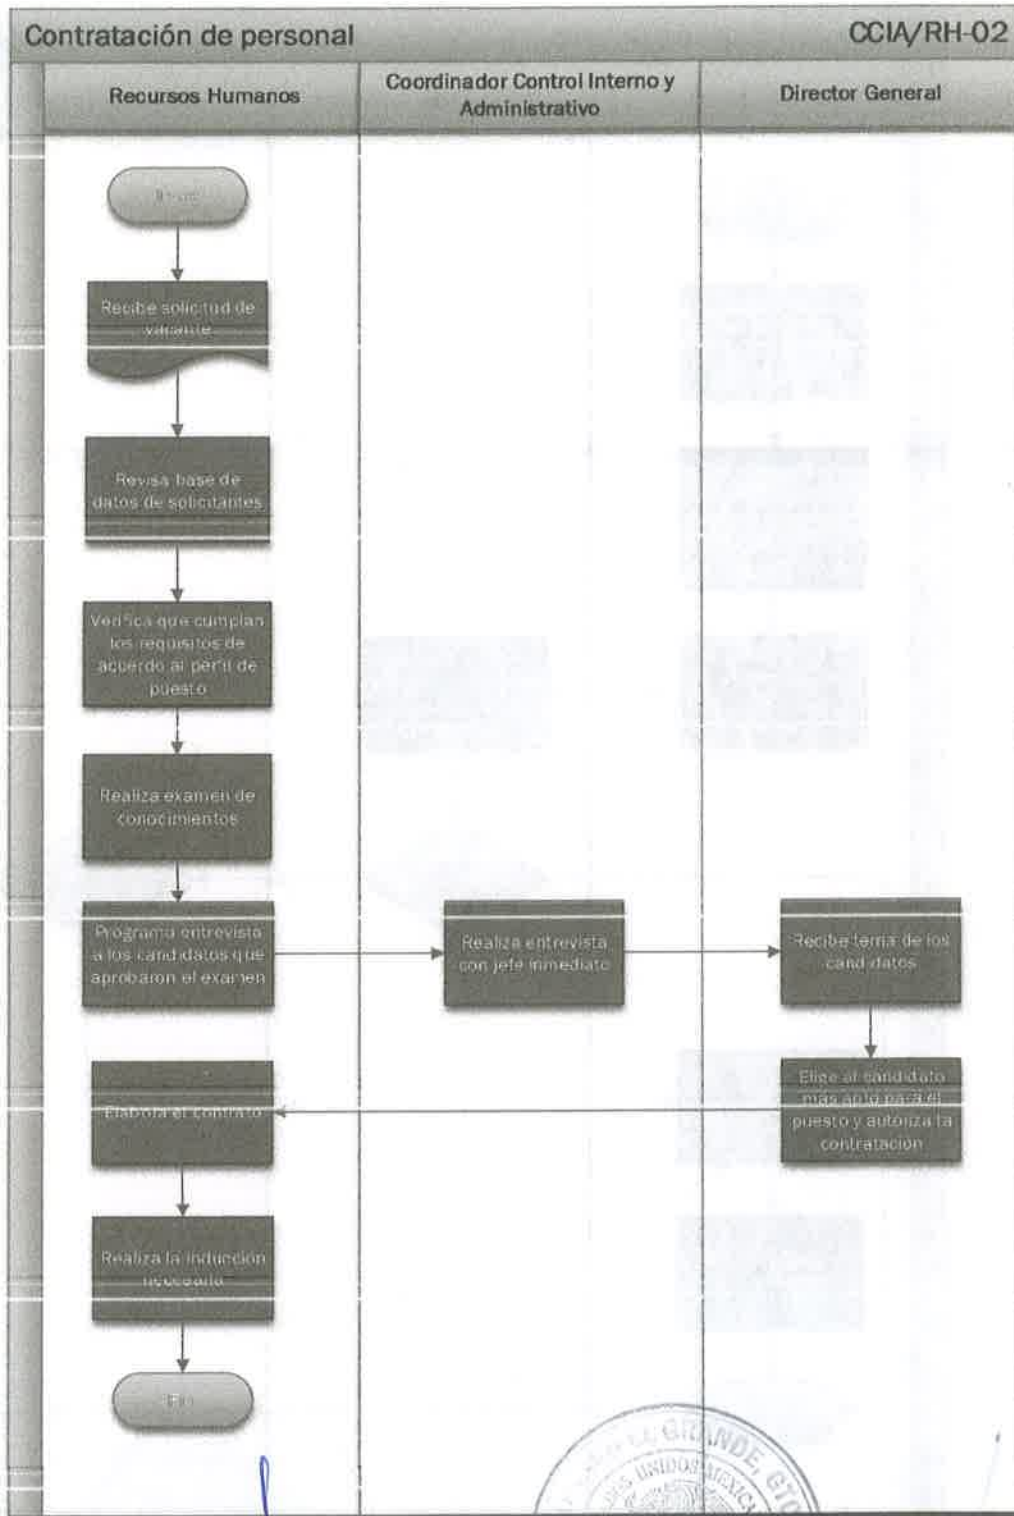 Contratación de personal
CCIA/RH-02
Recursos Humanos
Coordinador Control Interno y
Administrativo
Director General
Inicio
Recibe solicitud de
vacante
Revisa base de
datos de solicitantes
Verifica que cumplan
los requisitos de
acuerdo al perfil de
puesto
Realiza examen de
conocimientos
Programa entrevista
a los candidatos que
aprobaron el examen
Realiza entrevista
con jefe inmediato
Recibe terna de los
candidatos
Elige al candidato
más apto para el
puesto y autoriza la
contratación
Elabora el contrato
Realiza la inducción
necesaria
Fin
GRANDE, GTO
UNIDOS MEXICA